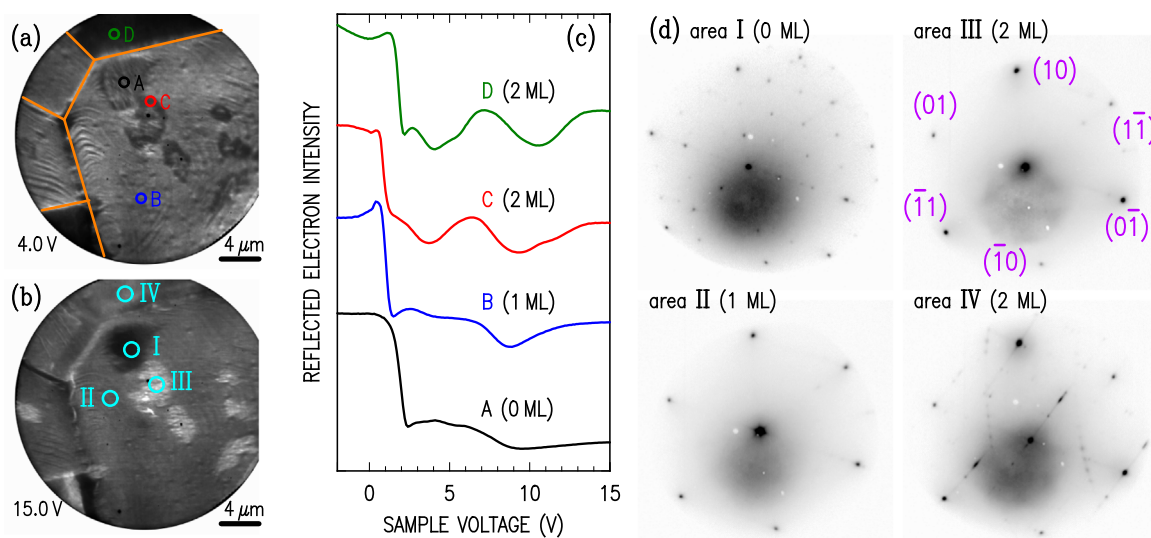 (a)
D
A
C
B
4.0 V
4 μm
(b)
IV
I
II
III
15.0 V
4 μm
(c)
REFLECTED ELECTRON INTENSITY
D (2 ML)
C (2 ML)
B (1 ML)
A (0 ML)
0 5 10 15
SAMPLE VOLTAGE (V)
(d) area I (0 ML)
area III (2 ML)
(10)
(01)
(11̅)
(1̅1)
(01̅)
(1̅0)
area II (1 ML)
area IV (2 ML)